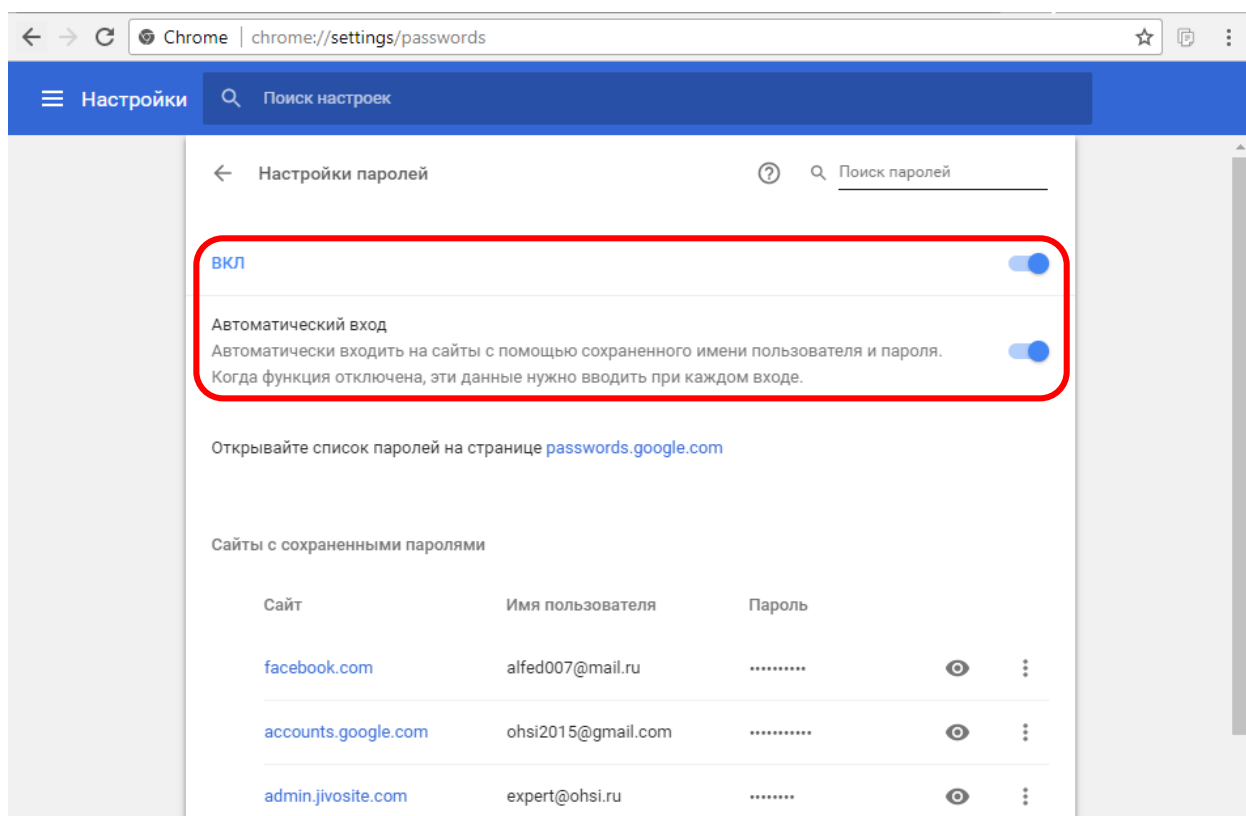 Chrome | chrome://settings/passwords
Настройки Поиск настроек
Настройки паролей ? Поиск паролей
ВКЛ
Автоматический вход
Автоматически входить на сайты с помощью сохраненного имени пользователя и пароля.
Когда функция отключена, эти данные нужно вводить при каждом входе.
Открывайте список паролей на странице passwords.google.com
Сайты с сохраненными паролями
Сайт Имя пользователя Пароль
facebook.com alfed007@mail.ru ••••••••••
accounts.google.com ohsi2015@gmail.com •••••••••••
admin.jivosite.com expert@ohsi.ru ••••••••